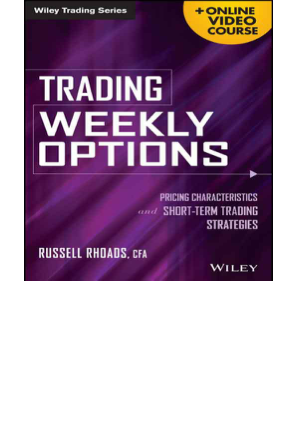 Wiley Trading Series
+ ONLINE
VIDEO
COURSE
TRADING
WEEKLY
OPTIONS
PRICING CHARACTERISTICS
and SHORT-TERM TRADING
STRATEGIES
RUSSELL RHOADS, CFA
WILEY